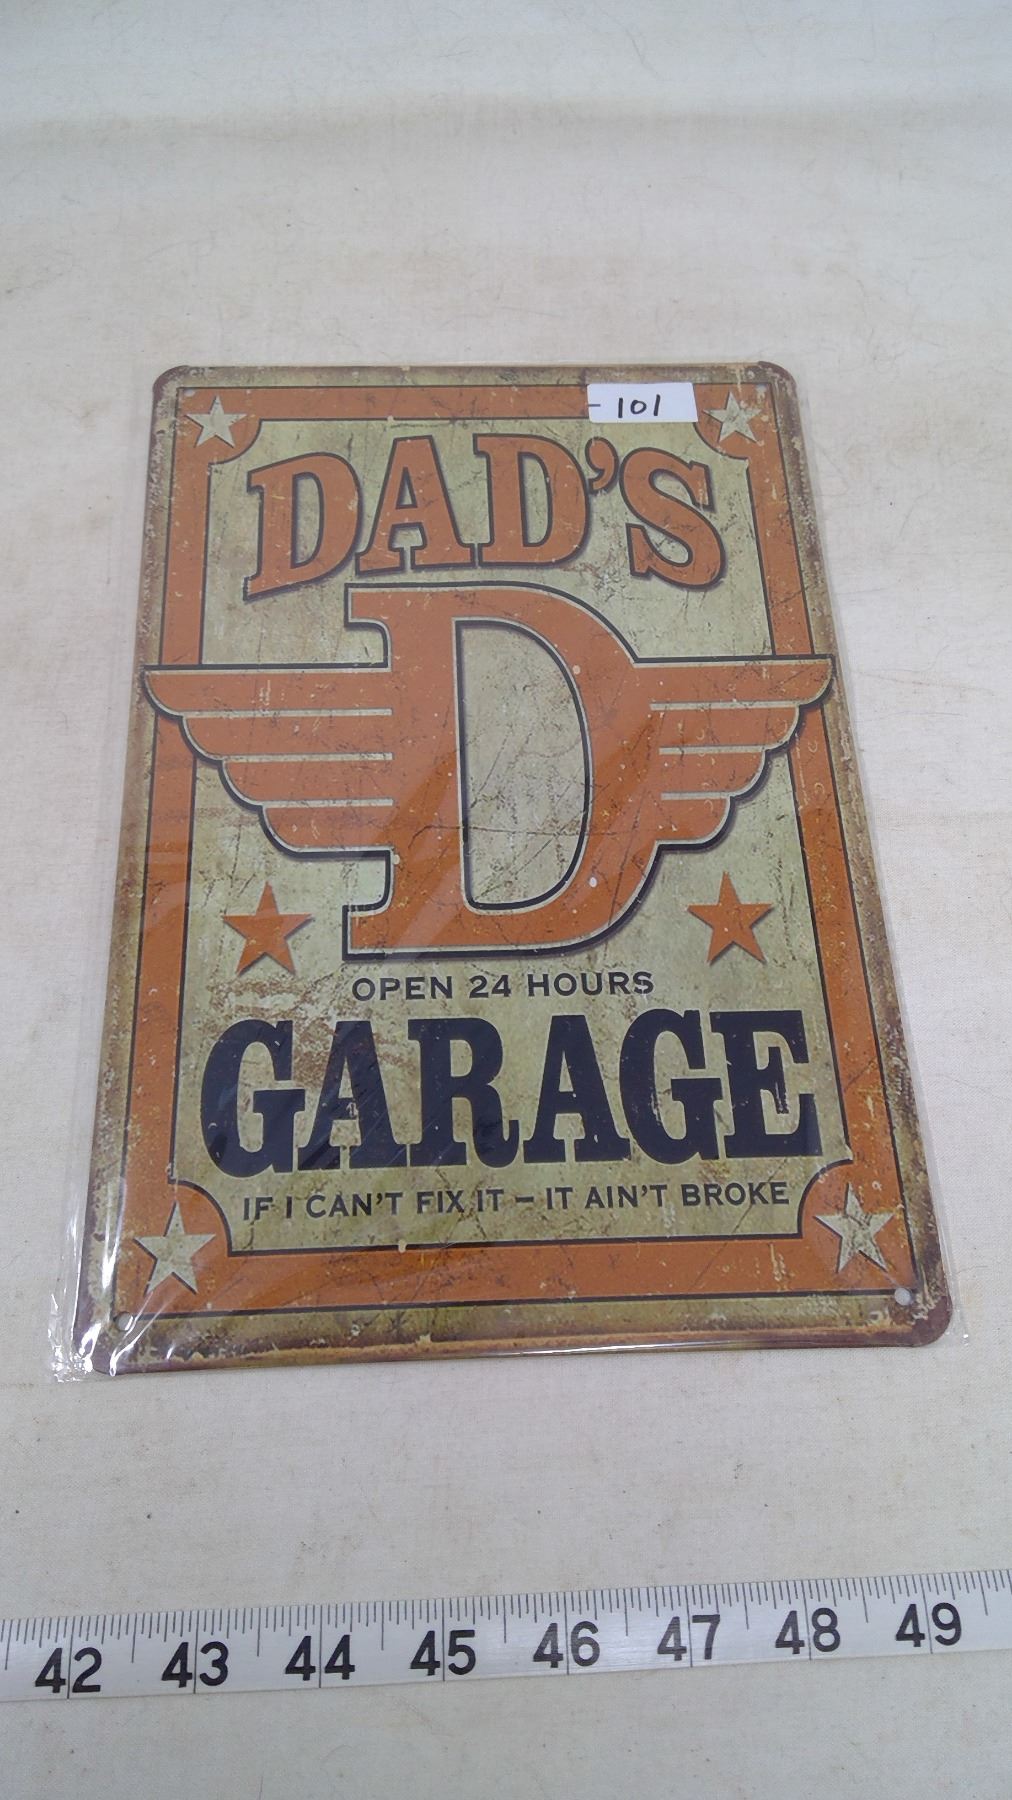 - 101
DAD'S
D
OPEN 24 HOURS
GARAGE
IF I CAN'T FIX IT – IT AIN'T BROKE
42 43 44 45 46 47 48 49